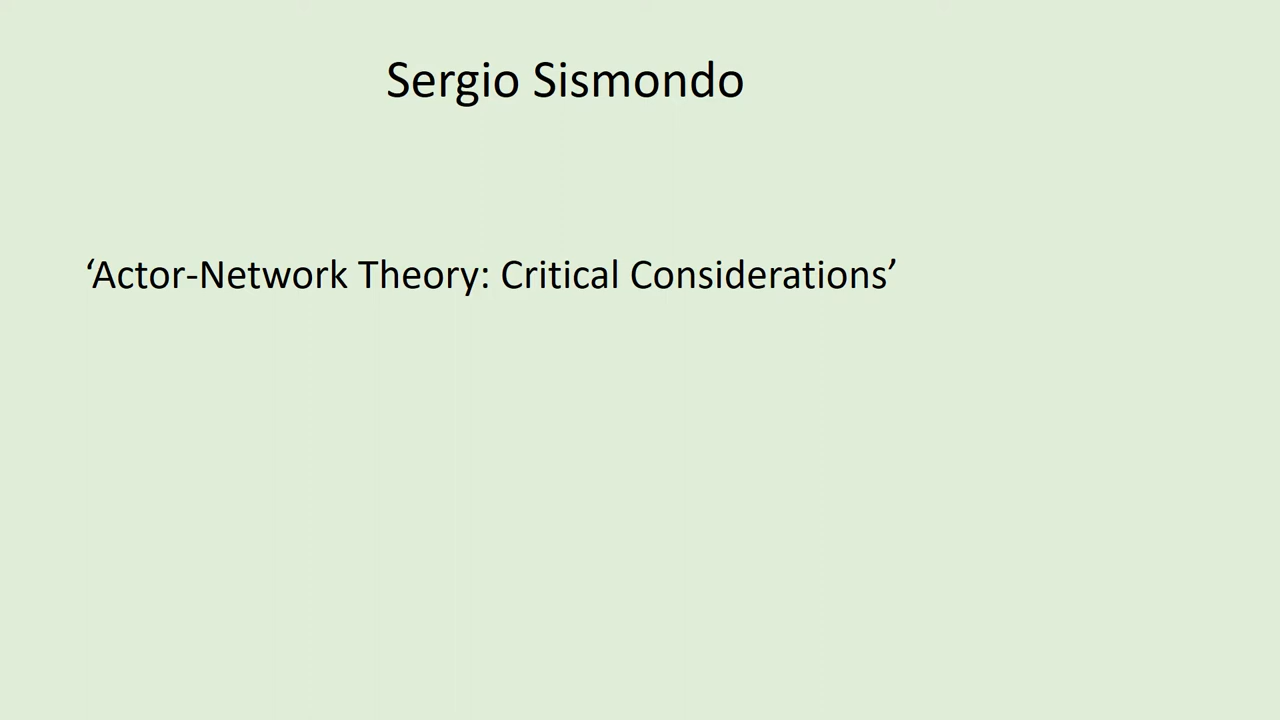 Sergio Sismondo
‘Actor-Network Theory: Critical Considerations’